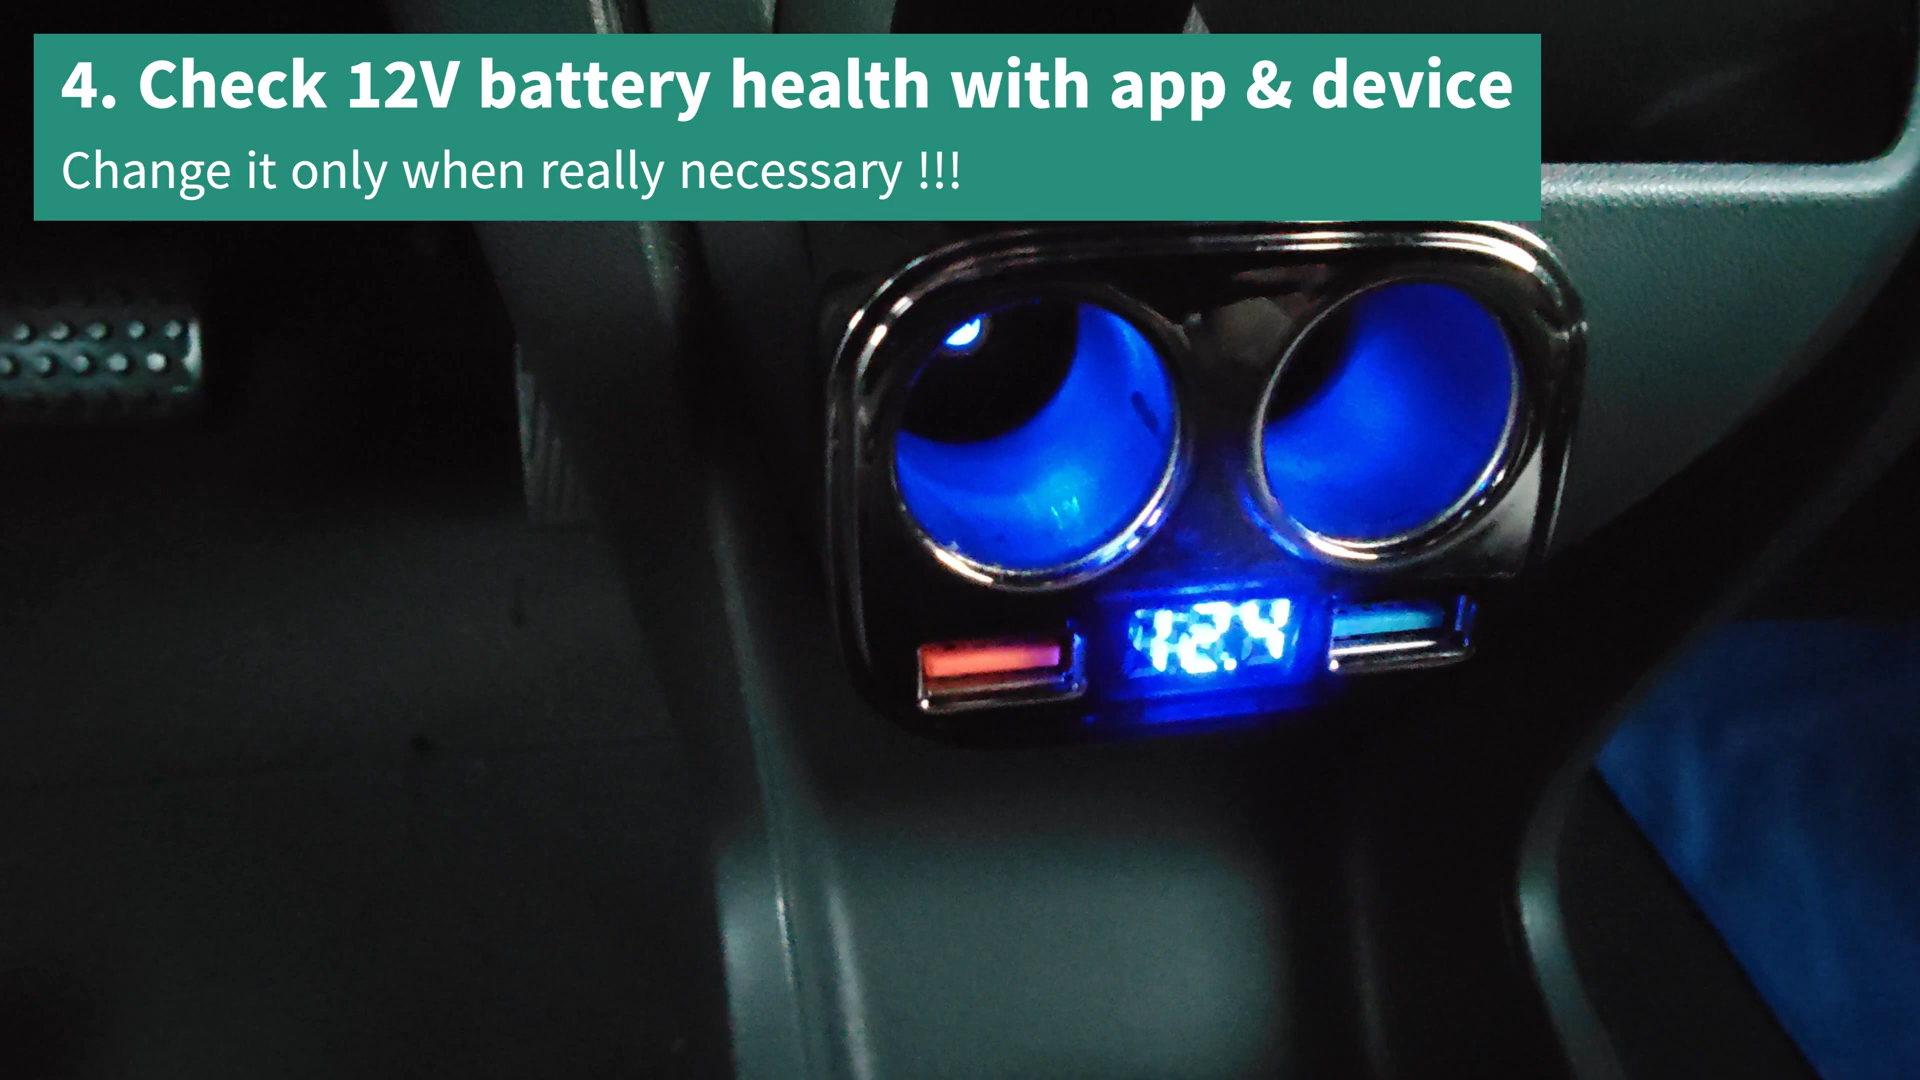 4. Check 12V battery health with app & device
Change it only when really necessary !!!
12.4